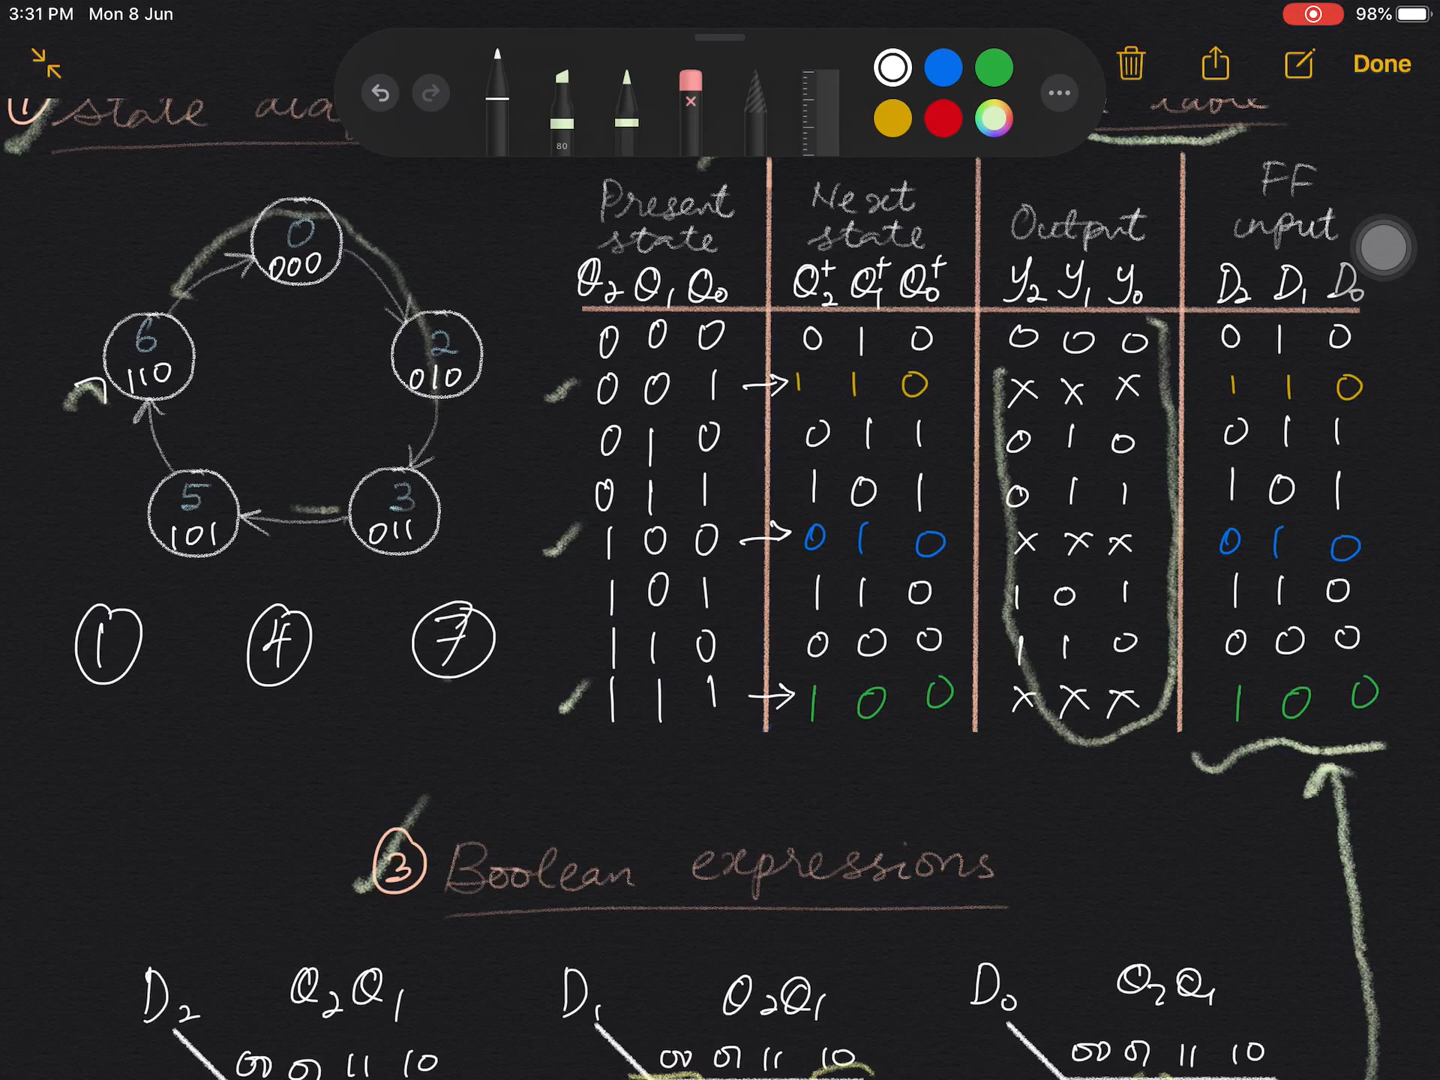 3:31 PM Mon 8 Jun
98%
80
Done
① State
Present state
Next state
Output
FF input
Q₂ Q₁ Q₀ Q₂⁺ Q₁⁺ Q₀⁺ Y₂ Y₁ Y₀ D₂ D₁ D₀
0 0 0 0 1 0 0 0 0 0 1 0
0 0 1 → 1 1 0 x x x 1 1 0
0 1 0 0 1 1 0 1 0 0 1 1
0 1 1 1 0 1 0 1 1 1 0 1
1 0 0 → 0 1 0 x x x 0 1 0
1 0 1 1 1 0 1 0 1 1 1 0
1 1 0 0 0 0 1 1 0 0 0 0
1 1 1 → 1 0 0 x x x 1 0 0
0
000
6
110
2
010
5
101
3
011
1 4 7
③ Boolean expressions
D₂ Q₂Q₁
00 01 11 10
D₁ Q₂Q₁
00 01 11 10
D₀ Q₂Q₁
00 01 11 10